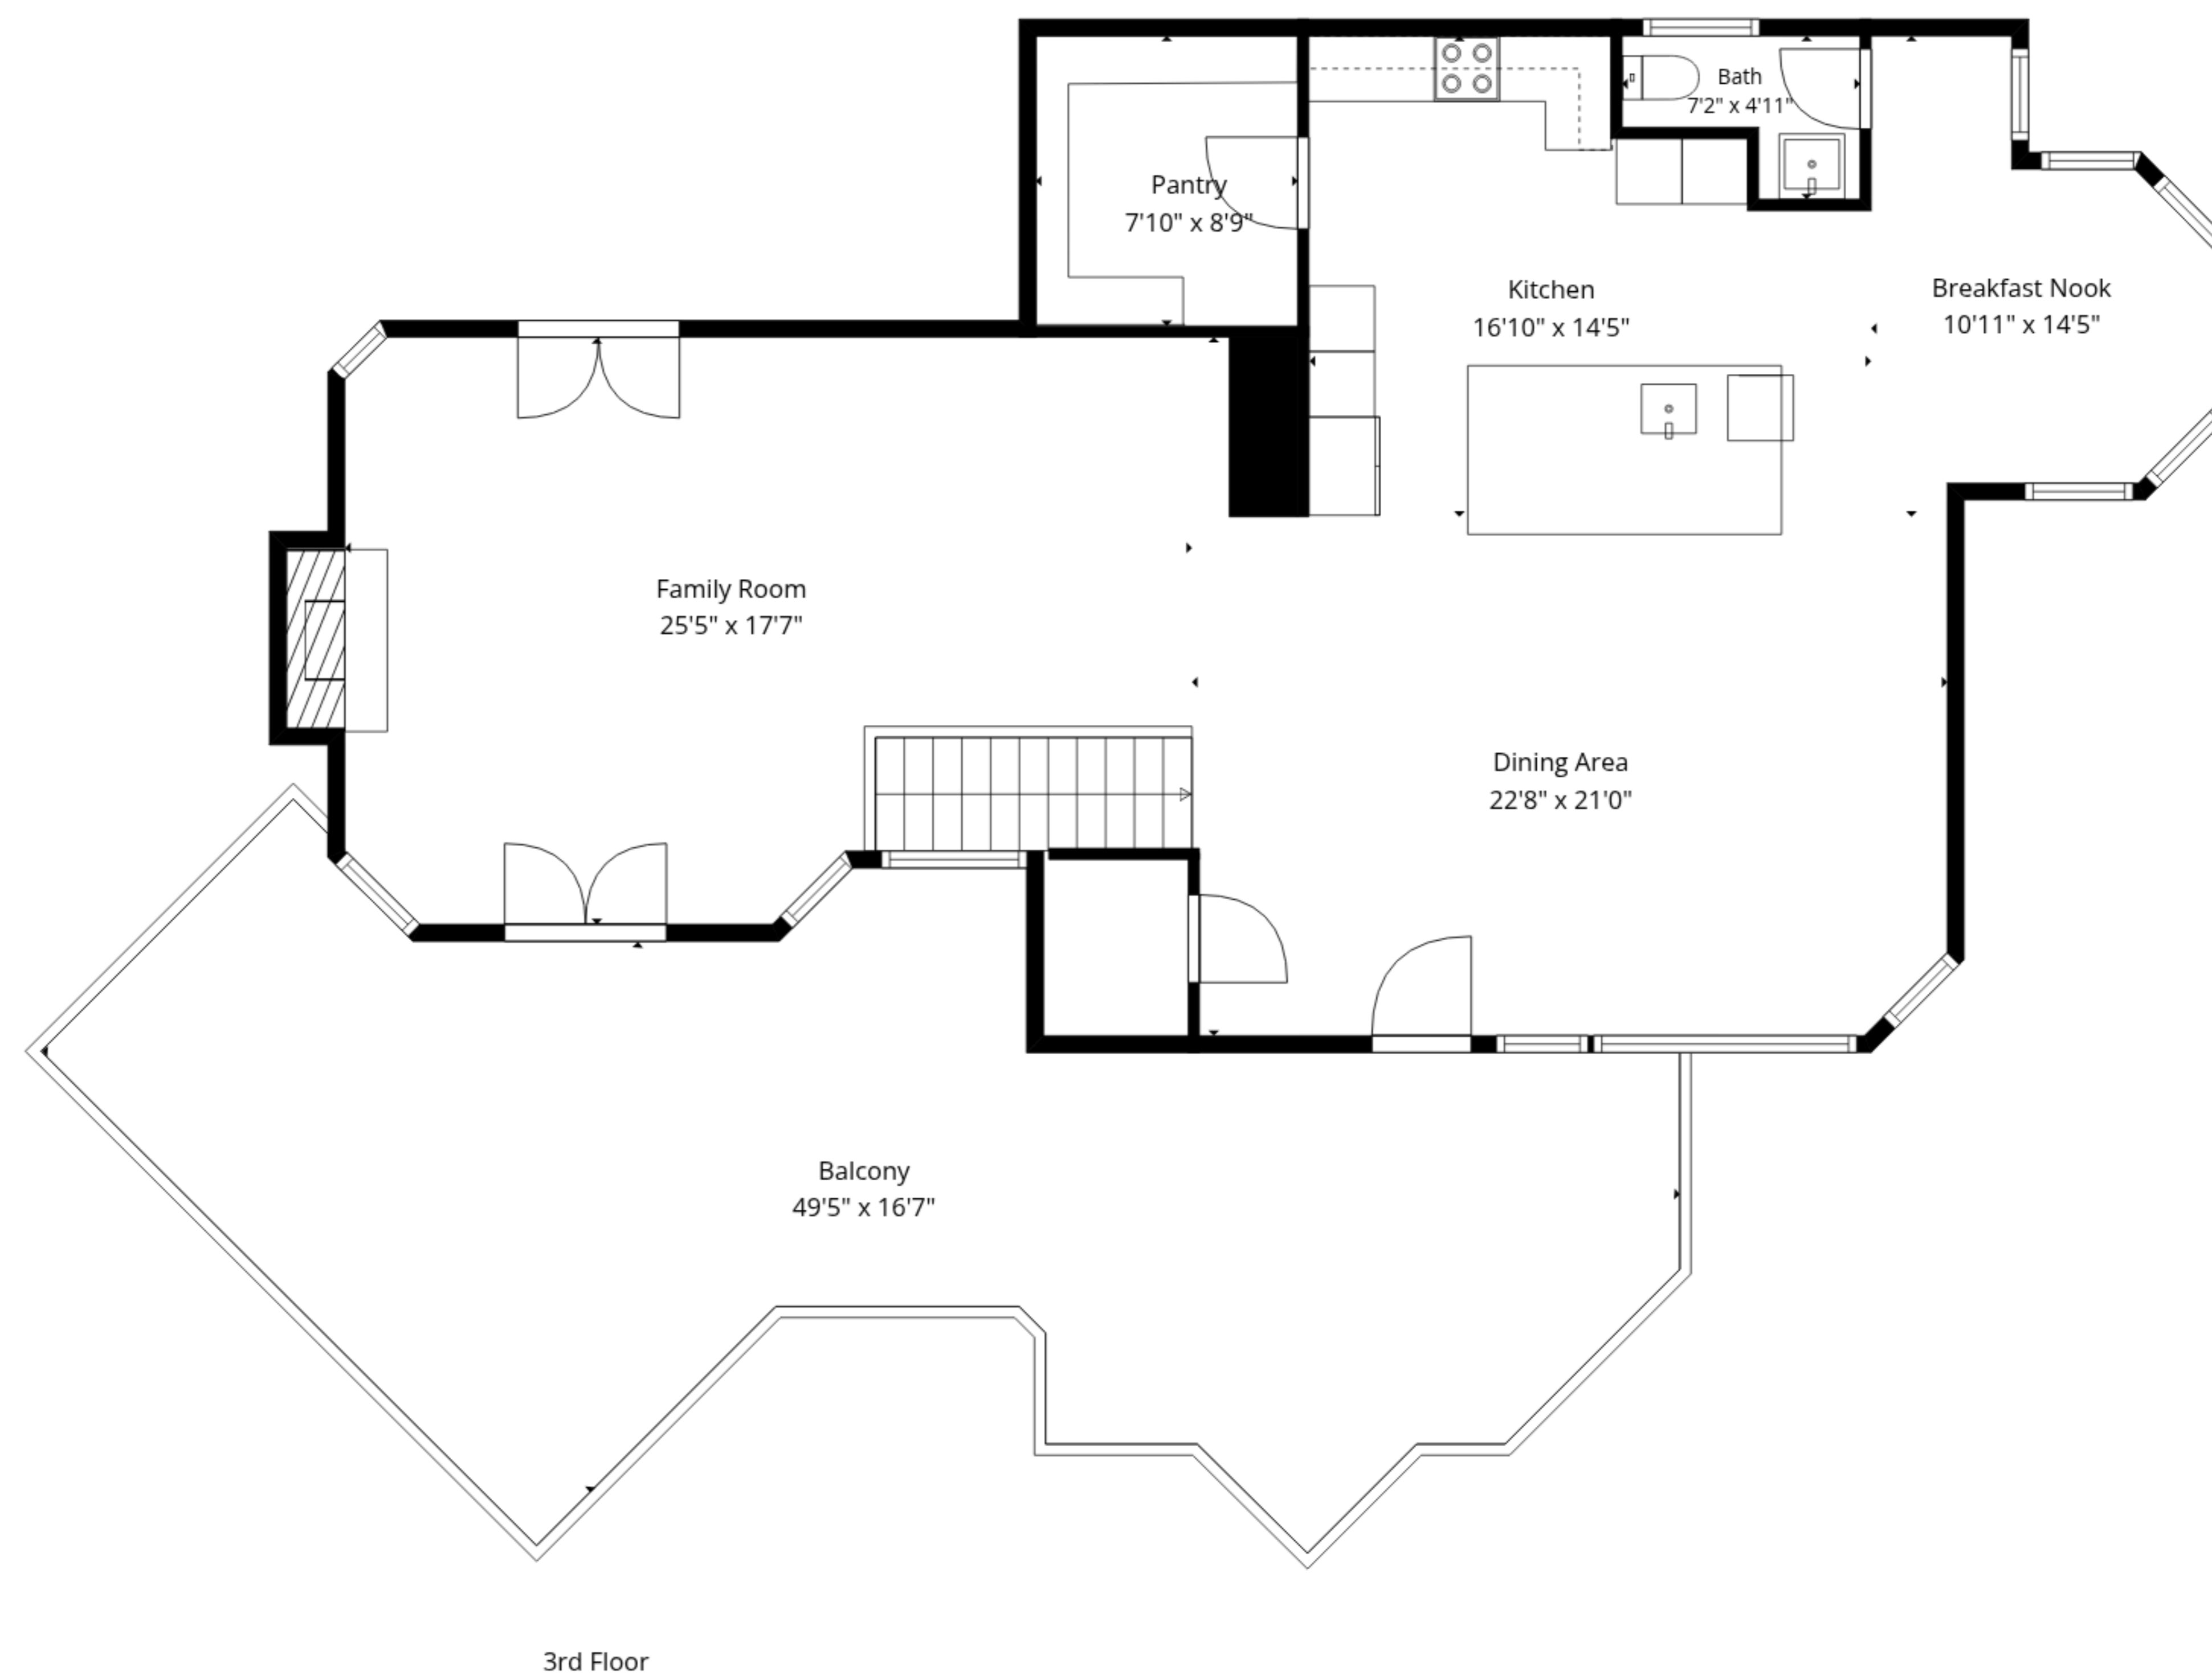 Bath
7'2" x 4'11"
Pantry
7'10" x 8'9"
Kitchen
16'10" x 14'5"
Breakfast Nook
10'11" x 14'5"
Family Room
25'5" x 17'7"
Dining Area
22'8" x 21'0"
Balcony
49'5" x 16'7"
3rd Floor